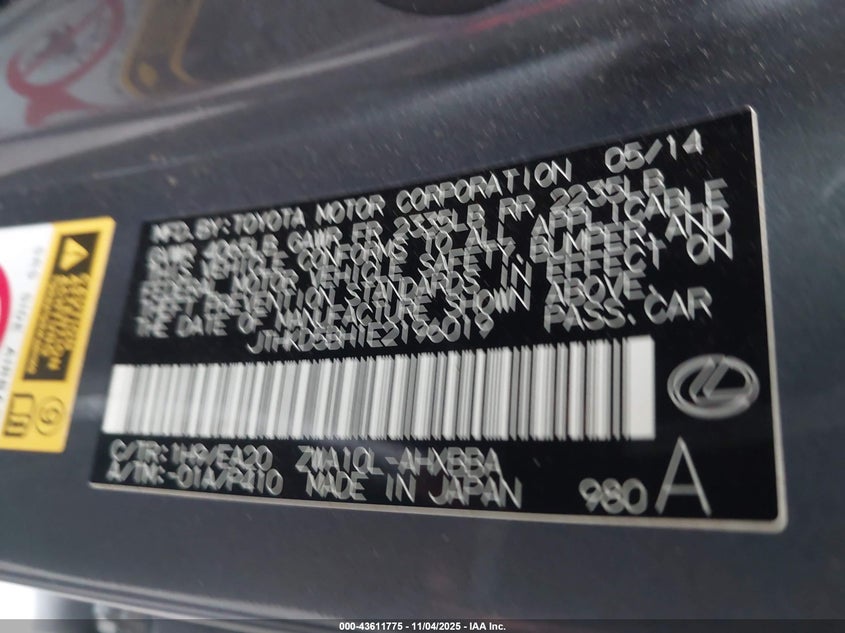 MFD. BY: TOYOTA MOTOR CORPORATION 05/14
GVWR 4365LB GAWR FR 2335LB RR 2235LB
THIS VEHICLE CONFORMS TO ALL APPLICABLE
FEDERAL MOTOR VEHICLE SAFETY, BUMPER, AND
THEFT PREVENTION STANDARDS IN EFFECT ON
THE DATE OF MANUFACTURE SHOWN ABOVE.
JTHKD5BH1E2196019 PASS. CAR
C/TR: 1H9/EA20 ZWA10L-AHXBBA
A/TM: -01A/P410 MADE IN JAPAN 980 A
SRS SIDE AIRBAG
000-43611775 - 11/04/2025 - IAA Inc.